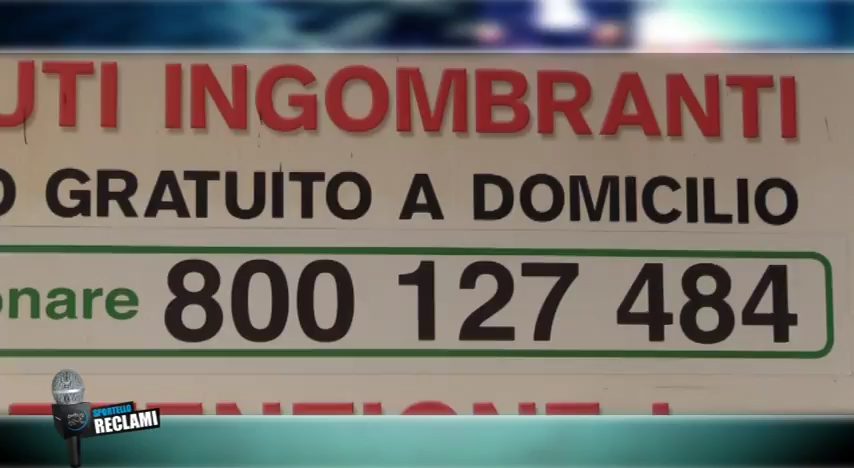 UTI INGOMBRANTI
O GRATUITO A DOMICILIO
onare 800 127 484
SPORTELLO
RECLAMI